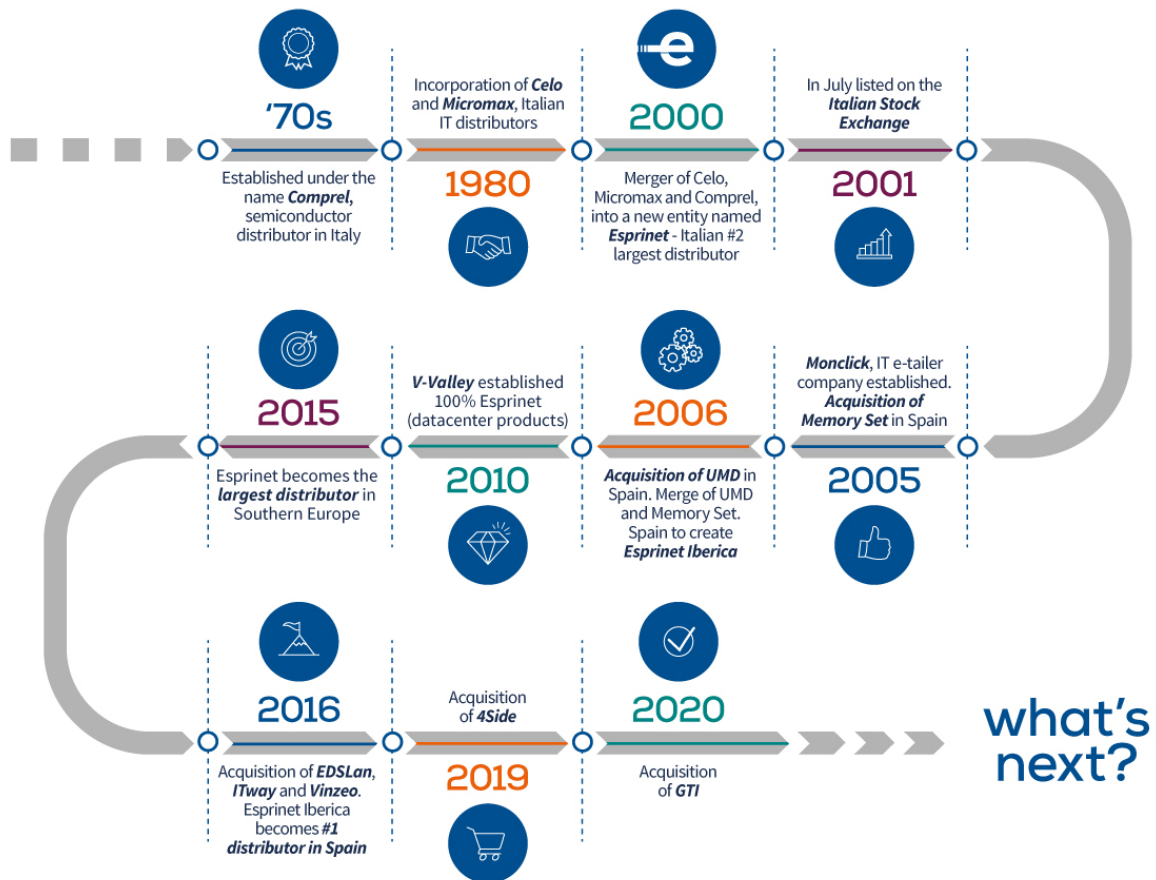 '70s
Established under the
name Comprel,
semiconductor
distributor in Italy
Incorporation of Celo
and Micromax, Italian
IT distributors
1980
e
2000
Merger of Celo,
Micromax and Comprel,
into a new entity named
Esprinet - Italian #2
largest distributor
In July listed on the
Italian Stock
Exchange
2001
Monclick, IT e-tailer
company established.
Acquisition of
Memory Set in Spain
2005
2006
Acquisition of UMD in
Spain. Merge of UMD
and Memory Set.
Spain to create
Esprinet Iberica
V-Valley established
100% Esprinet
(datacenter products)
2010
2015
Esprinet becomes the
largest distributor in
Southern Europe
2016
Acquisition of EDSLan,
ITway and Vinzeo.
Esprinet Iberica
becomes #1
distributor in Spain
Acquisition
of 4Side
2019
2020
Acquisition
of GTI
what's
next?